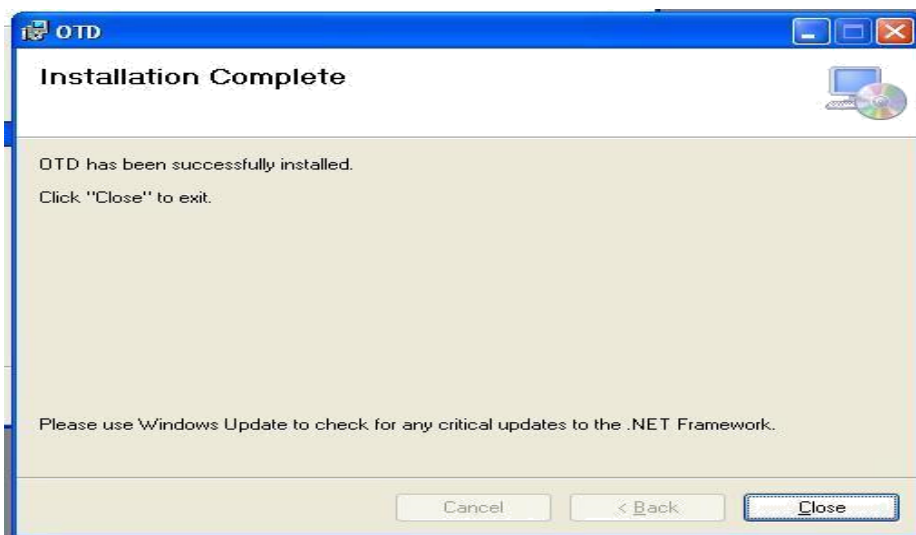 OTD
Installation Complete
OTD has been successfully installed.
Click "Close" to exit.
Please use Windows Update to check for any critical updates to the .NET Framework.
Cancel
< Back
Close